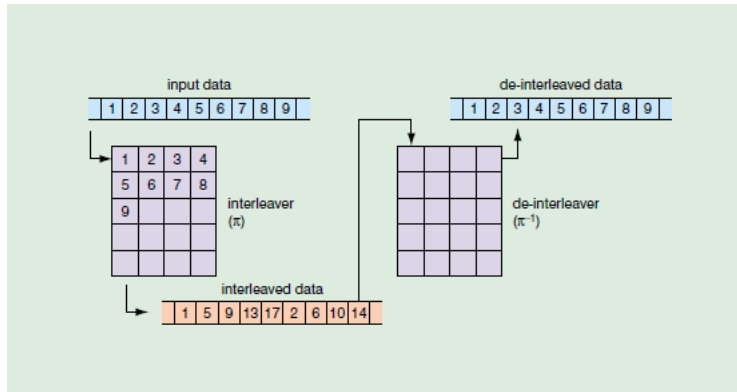 input data
1 2 3 4 5 6 7 8 9
de-interleaved data
1 2 3 4 5 6 7 8 9
1 2 3 4
5 6 7 8
9
interleaver
(π)
de-interleaver
(π⁻¹)
interleaved data
1 5 9 13 17 2 6 10 14